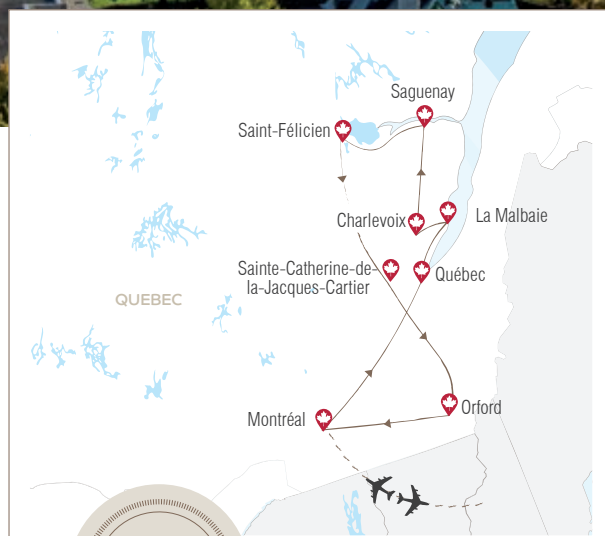 Saguenay
Saint-Félicien
Charlevoix
La Malbaie
Sainte-Catherine-de-
la-Jacques-Cartier
Québec
QUEBEC
Montréal
Orford